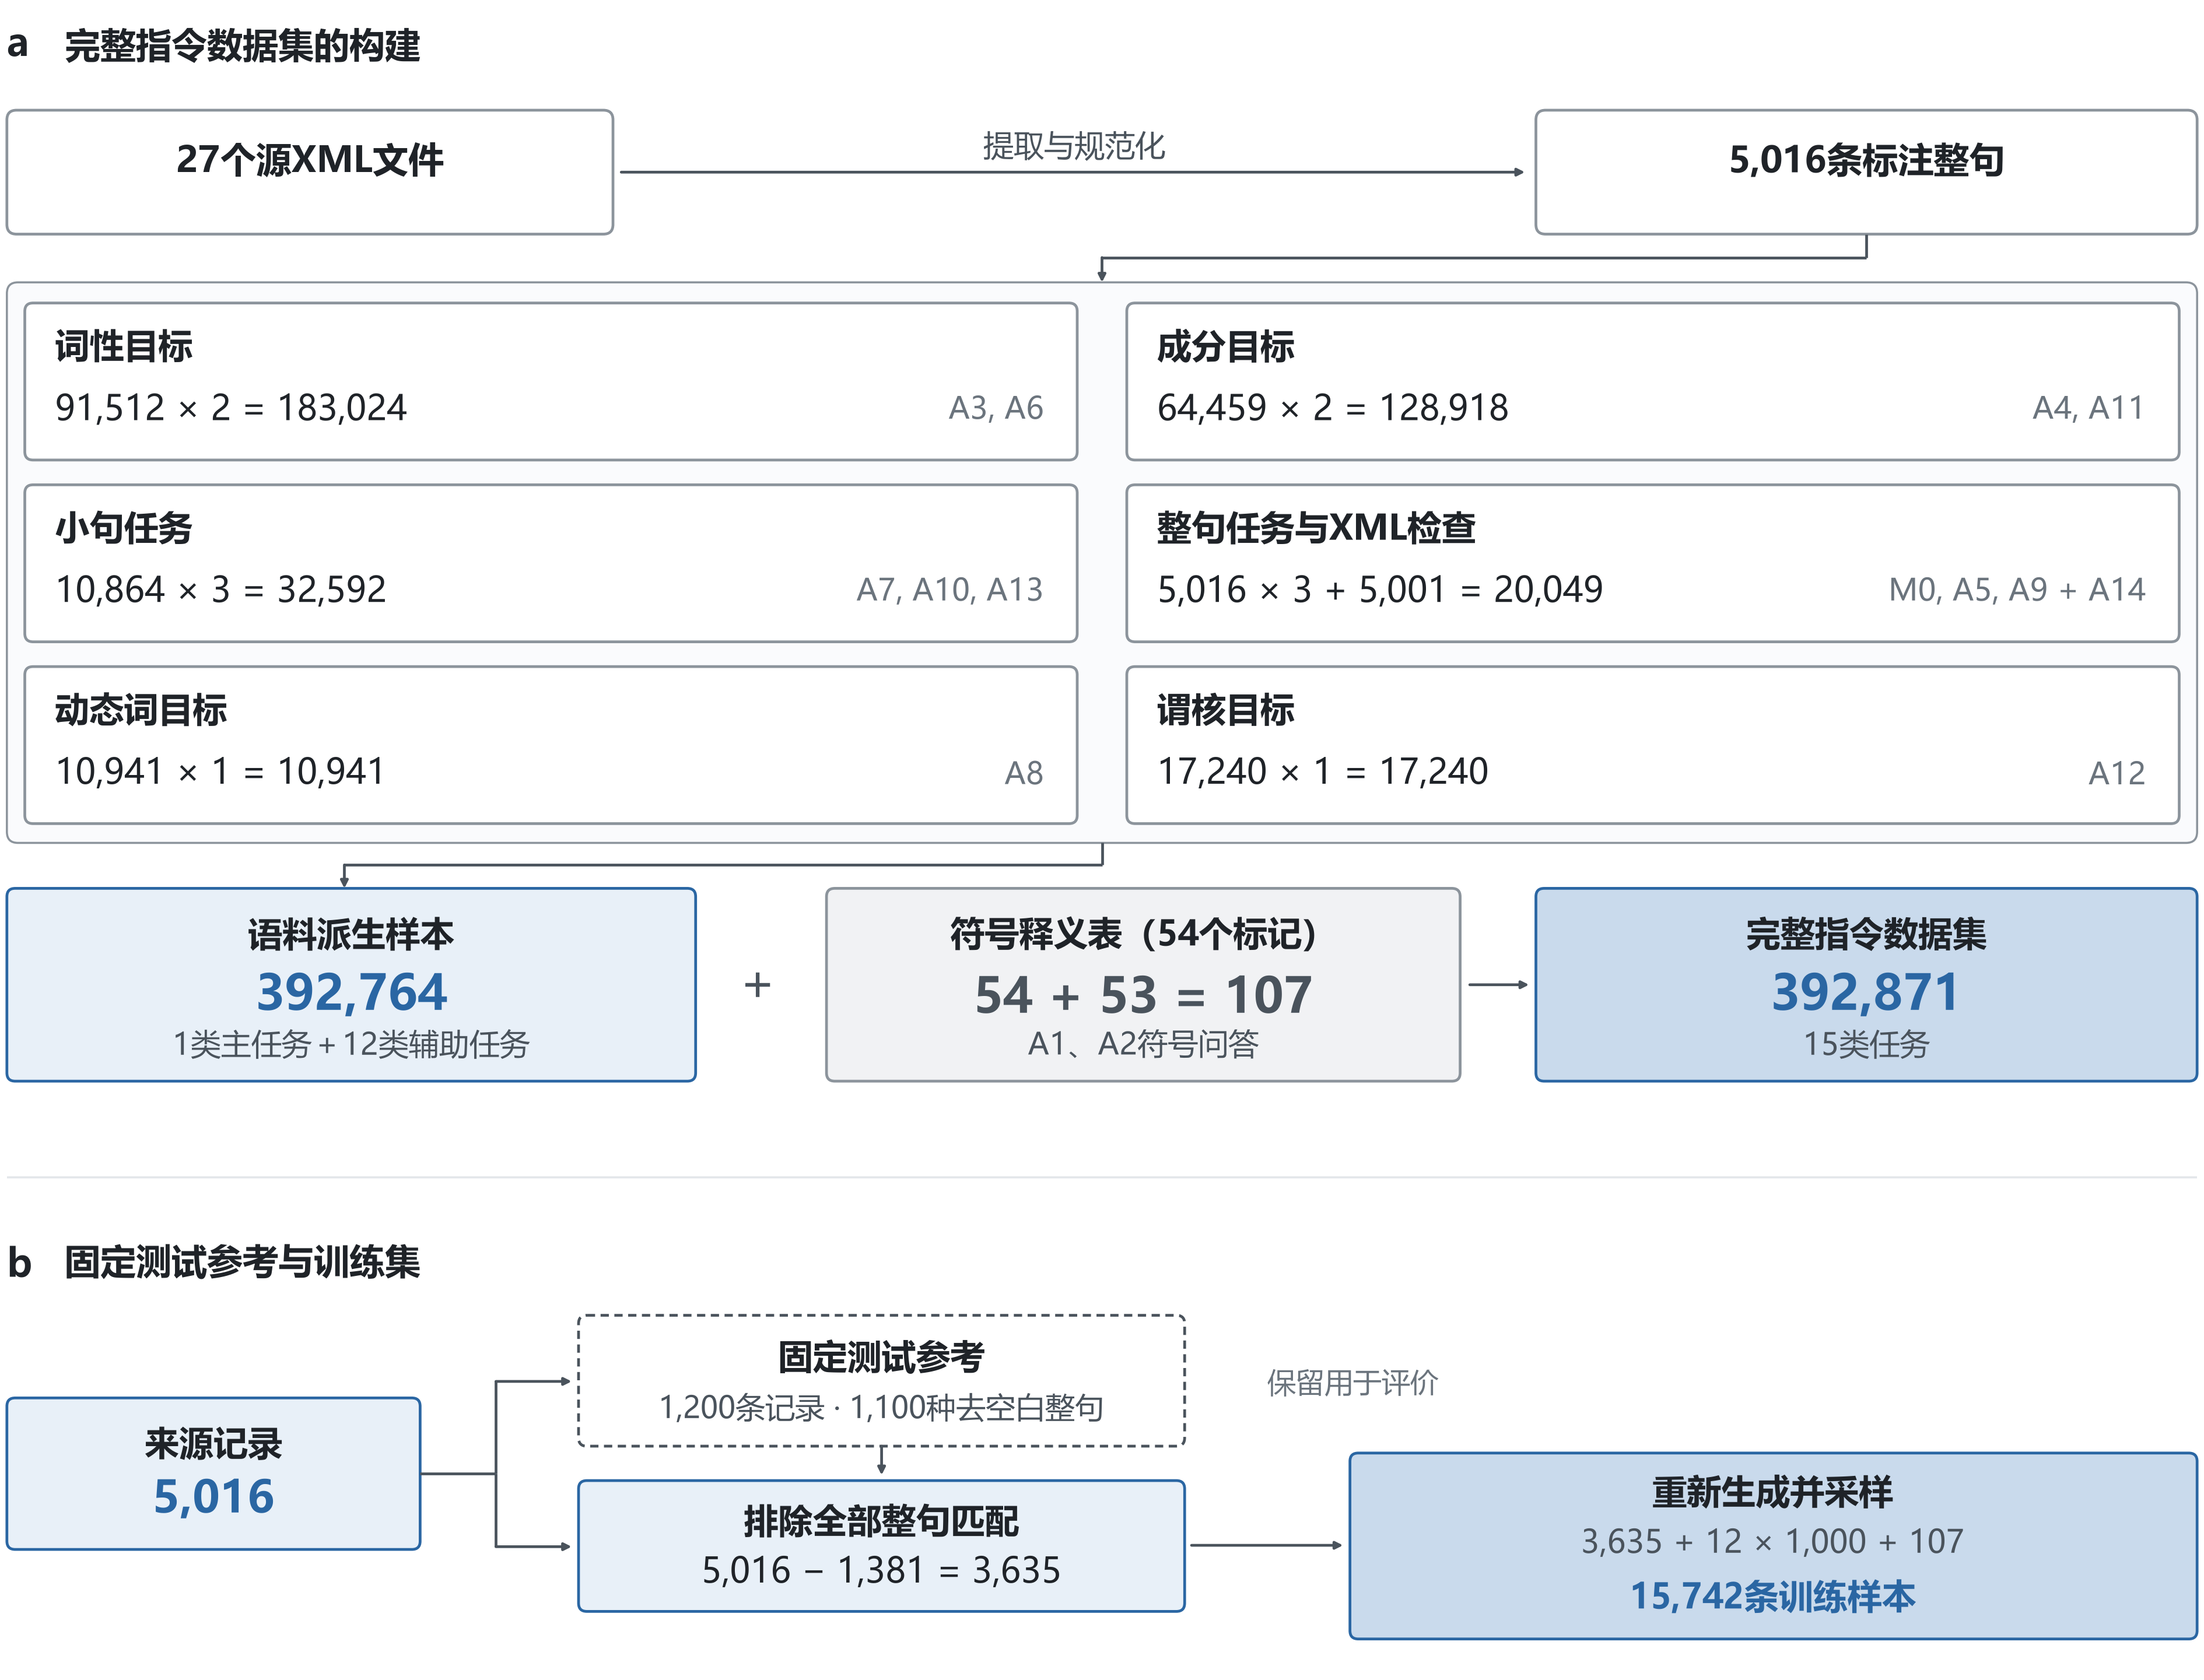 a 完整指令数据集的构建
27个源XML文件
提取与规范化
5,016条标注整句
词性目标
91,512 × 2 = 183,024
A3, A6
成分目标
64,459 × 2 = 128,918
A4, A11
小句任务
10,864 × 3 = 32,592
A7, A10, A13
整句任务与XML检查
5,016 × 3 + 5,001 = 20,049
M0, A5, A9 + A14
动态词目标
10,941 × 1 = 10,941
A8
谓核目标
17,240 × 1 = 17,240
A12
语料派生样本
392,764
1类主任务 + 12类辅助任务
+
符号释义表（54个标记）
54 + 53 = 107
A1、A2符号问答
完整指令数据集
392,871
15类任务
b 固定测试参考与训练集
来源记录
5,016
固定测试参考
1,200条记录 · 1,100种去空白整句
保留用于评价
排除全部整句匹配
5,016 − 1,381 = 3,635
重新生成并采样
3,635 + 12 × 1,000 + 107
15,742条训练样本